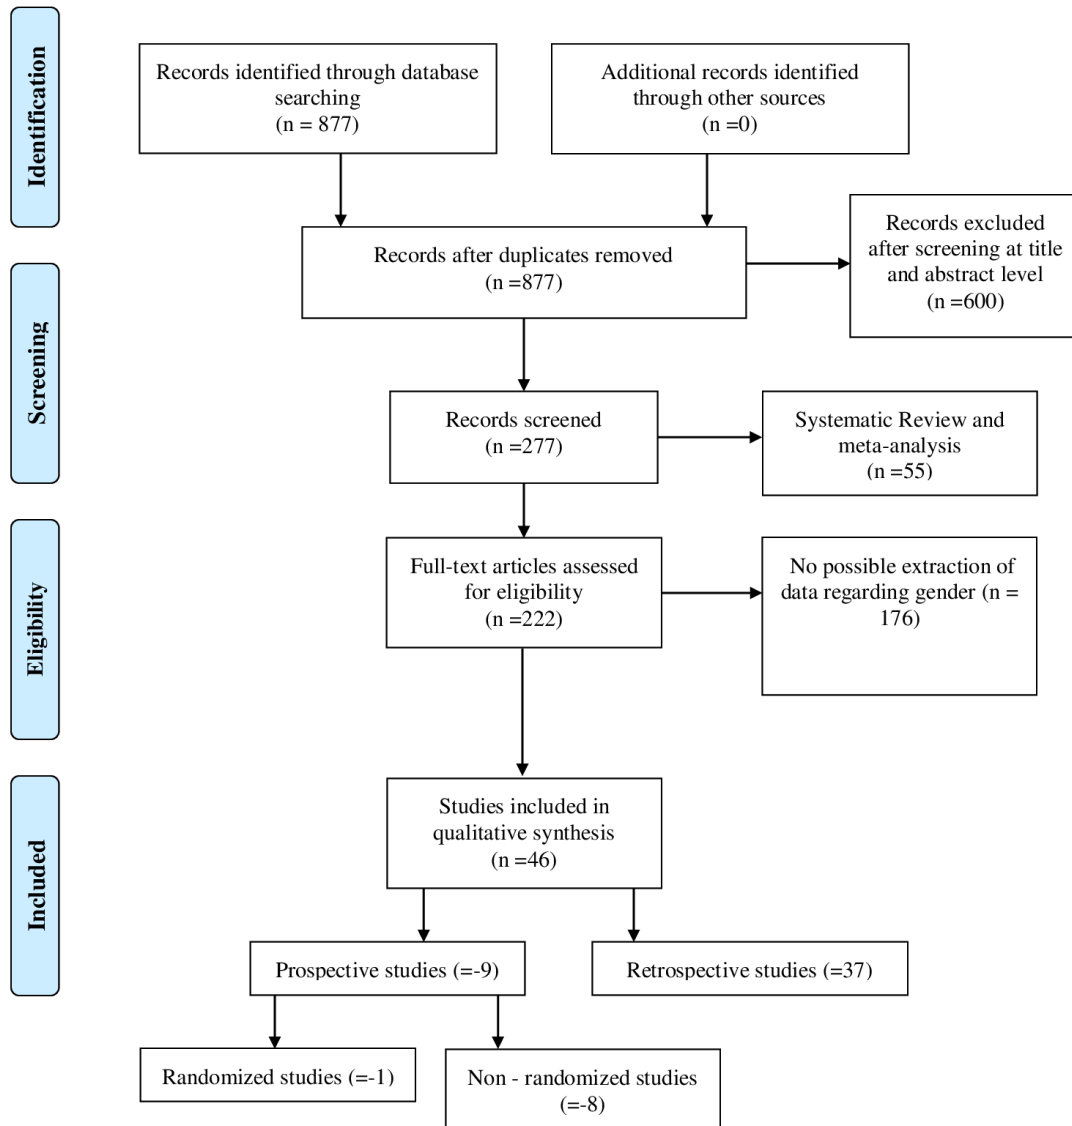 Identification
Records identified through database
searching
(n = 877)
Additional records identified
through other sources
(n =0)
Records after duplicates removed
(n =877)
Records excluded
after screening at title
and abstract level
(n =600)
Screening
Records screened
(n =277)
Systematic Review and
meta-analysis
(n =55)
Eligibility
Full-text articles assessed
for eligibility
(n =222)
No possible extraction of
data regarding gender (n =
176)
Included
Studies included in
qualitative synthesis
(n =46)
Prospective studies (=-9)
Retrospective studies (=37)
Randomized studies (=-1)
Non - randomized studies
(=-8)